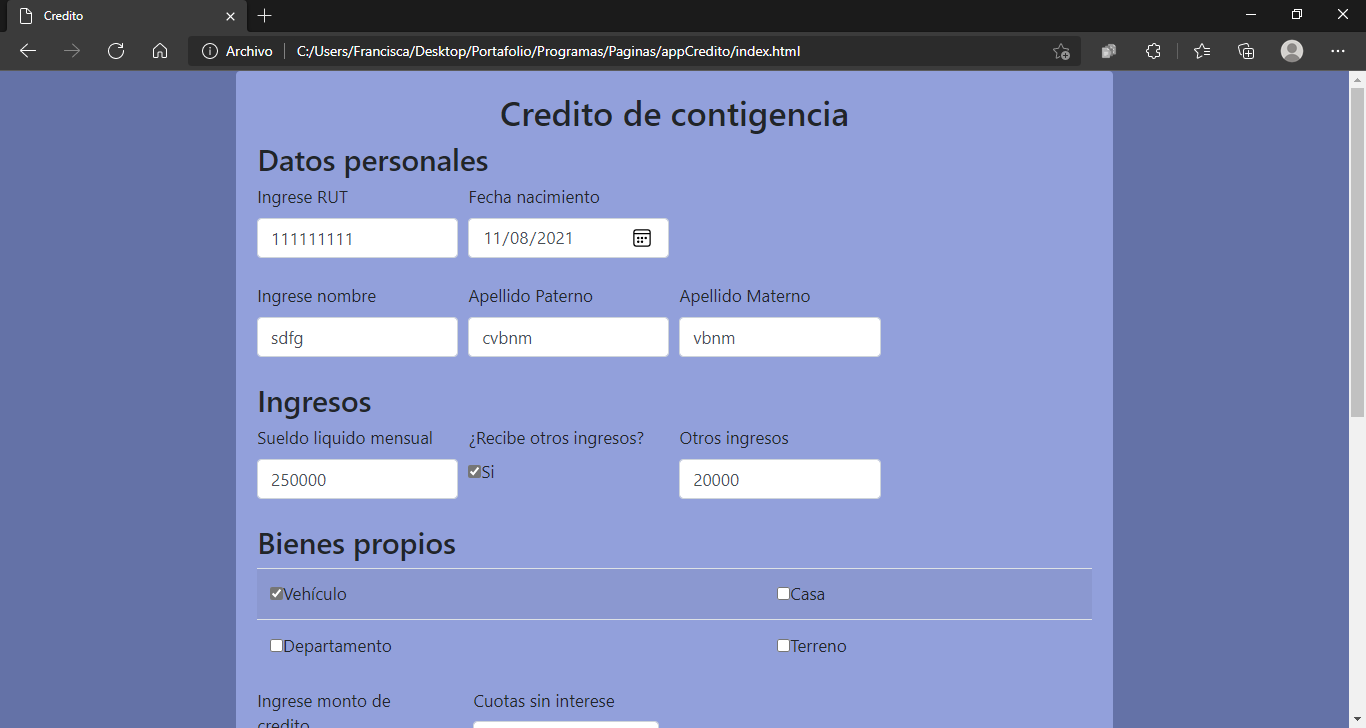 Credito
Archivo C:/Users/Francisca/Desktop/Portafolio/Programas/Paginas/appCredito/index.html
Credito de contigencia
Datos personales
Ingrese RUT Fecha nacimiento
111111111 11/08/2021
Ingrese nombre Apellido Paterno Apellido Materno
sdfg cvbnm vbnm
Ingresos
Sueldo liquido mensual ¿Recibe otros ingresos? Otros ingresos
250000 Si 20000
Bienes propios
Vehículo Casa
Departamento Terreno
Ingrese monto de Cuotas sin interese
credito